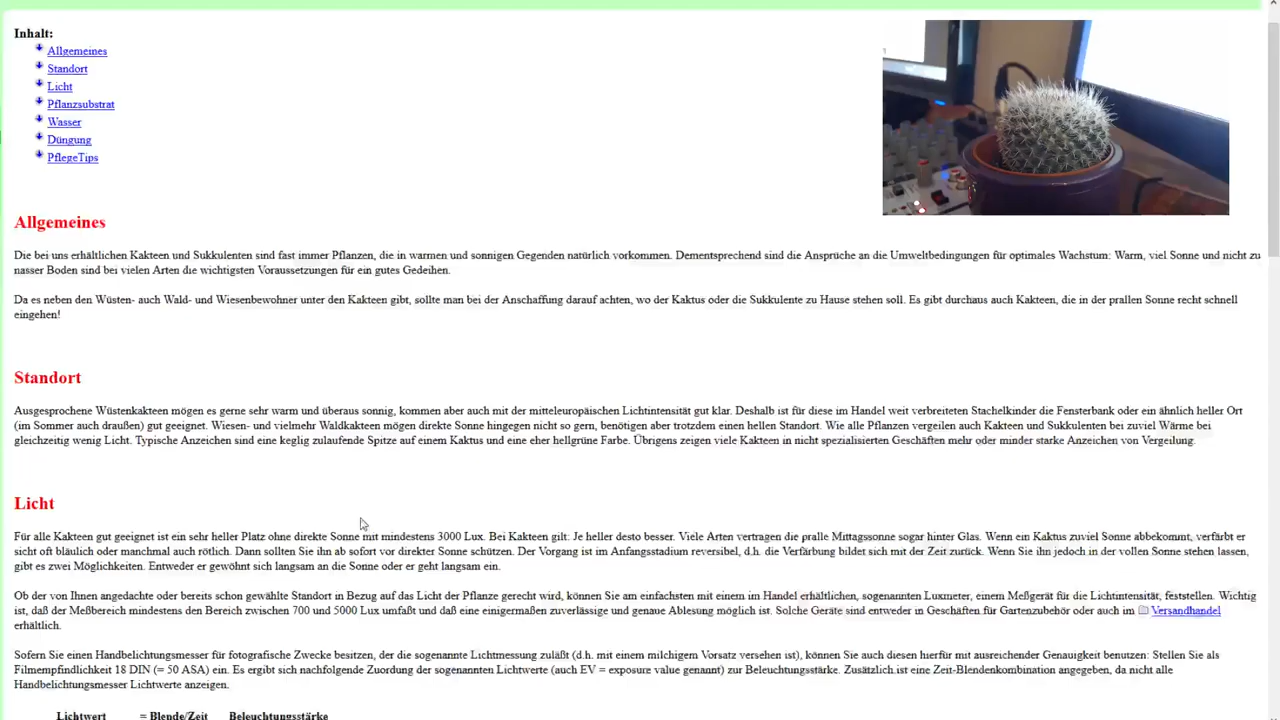 Inhalt:
Allgemeines
Standort
Licht
Pflanzsubstrat
Wasser
Düngung
PflegeTips
Allgemeines
Die bei uns erhältlichen Kakteen und Sukkulenten sind fast immer Pflanzen, die in warmen und sonnigen Gegenden natürlich vorkommen. Dementsprechend sind die Ansprüche an die Umweltbedingungen für optimales Wachstum: Warm, viel Sonne und nicht zu
nasser Boden sind bei vielen Arten die wichtigsten Voraussetzungen für ein gutes Gedeihen.
Da es neben den Wüsten- auch Wald- und Wiesenbewohner unter den Kakteen gibt, sollte man bei der Anschaffung darauf achten, wo der Kaktus oder die Sukkulente zu Hause stehen soll. Es gibt durchaus auch Kakteen, die in der prallen Sonne recht schnell
eingehen!
Standort
Ausgesprochene Wüstenkakteen mögen es gerne sehr warm und überaus sonnig, kommen aber auch mit der mitteleuropäischen Lichtintensität gut klar. Deshalb ist für diese im Handel weit verbreiteten Stachelkinder die Fensterbank oder ein ähnlich heller Ort
(im Sommer auch draußen) gut geeignet. Wiesen- und vielmehr Waldkakteen mögen direkte Sonne hingegen nicht so gern, benötigen aber trotzdem einen hellen Standort. Wie alle Pflanzen vergeilen auch Kakteen und Sukkulenten bei zuviel Wärme bei
gleichzeitig wenig Licht. Typische Anzeichen sind eine keglig zulaufende Spitze auf einem Kaktus und eine eher hellgrüne Farbe. Übrigens zeigen viele Kakteen in nicht spezialisierten Geschäften mehr oder minder starke Anzeichen von Vergeilung.
Licht
Für alle Kakteen gut geeignet ist ein sehr heller Platz ohne direkte Sonne mit mindestens 3000 Lux. Bei Kakteen gilt: Je heller desto besser. Viele Arten vertragen die pralle Mittagssonne sogar hinter Glas. Wenn ein Kaktus zuviel Sonne abbekommt, verfärbt er
sicht oft bläulich oder manchmal auch rötlich. Dann sollten Sie ihn ab sofort vor direkter Sonne schützen. Der Vorgang ist im Anfangsstadium reversibel, d.h. die Verfärbung bildet sich mit der Zeit zurück. Wenn Sie ihn jedoch in der vollen Sonne stehen lassen,
gibt es zwei Möglichkeiten. Entweder er gewöhnt sich langsam an die Sonne oder er geht langsam ein.
Ob der von Ihnen angedachte oder bereits schon gewählte Standort in Bezug auf das Licht der Pflanze gerecht wird, können Sie am einfachsten mit einem im Handel erhältlichen, sogenannten Luxmeter, einem Meßgerät für die Lichtintensität, feststellen. Wichtig
ist, daß der Meßbereich mindestens den Bereich zwischen 700 und 5000 Lux umfaßt und daß eine einigermaßen zuverlässige und genaue Ablesung möglich ist. Solche Geräte sind entweder in Geschäften für Gartenzubehör oder auch im Versandhandel
erhältlich.
Sofern Sie einen Handbelichtungsmesser für fotografische Zwecke besitzen, der die sogenannte Lichtmessung zuläßt (d.h. mit einem milchigem Vorsatz versehen ist), können Sie auch diesen hierfür mit ausreichender Genauigkeit benutzen: Stellen Sie als
Filmempfindlichkeit 18 DIN (= 50 ASA) ein. Es ergibt sich nachfolgende Zuordung der sogenannten Lichtwerte (auch EV = exposure value genannt) zur Beleuchtungsstärke. Zusätzlich ist eine Zeit-Blendenkombination angegeben, da nicht alle
Handbelichtungsmesser Lichtwerte anzeigen.
Lichtwert = Blende/Zeit Beleuchtungsstärke